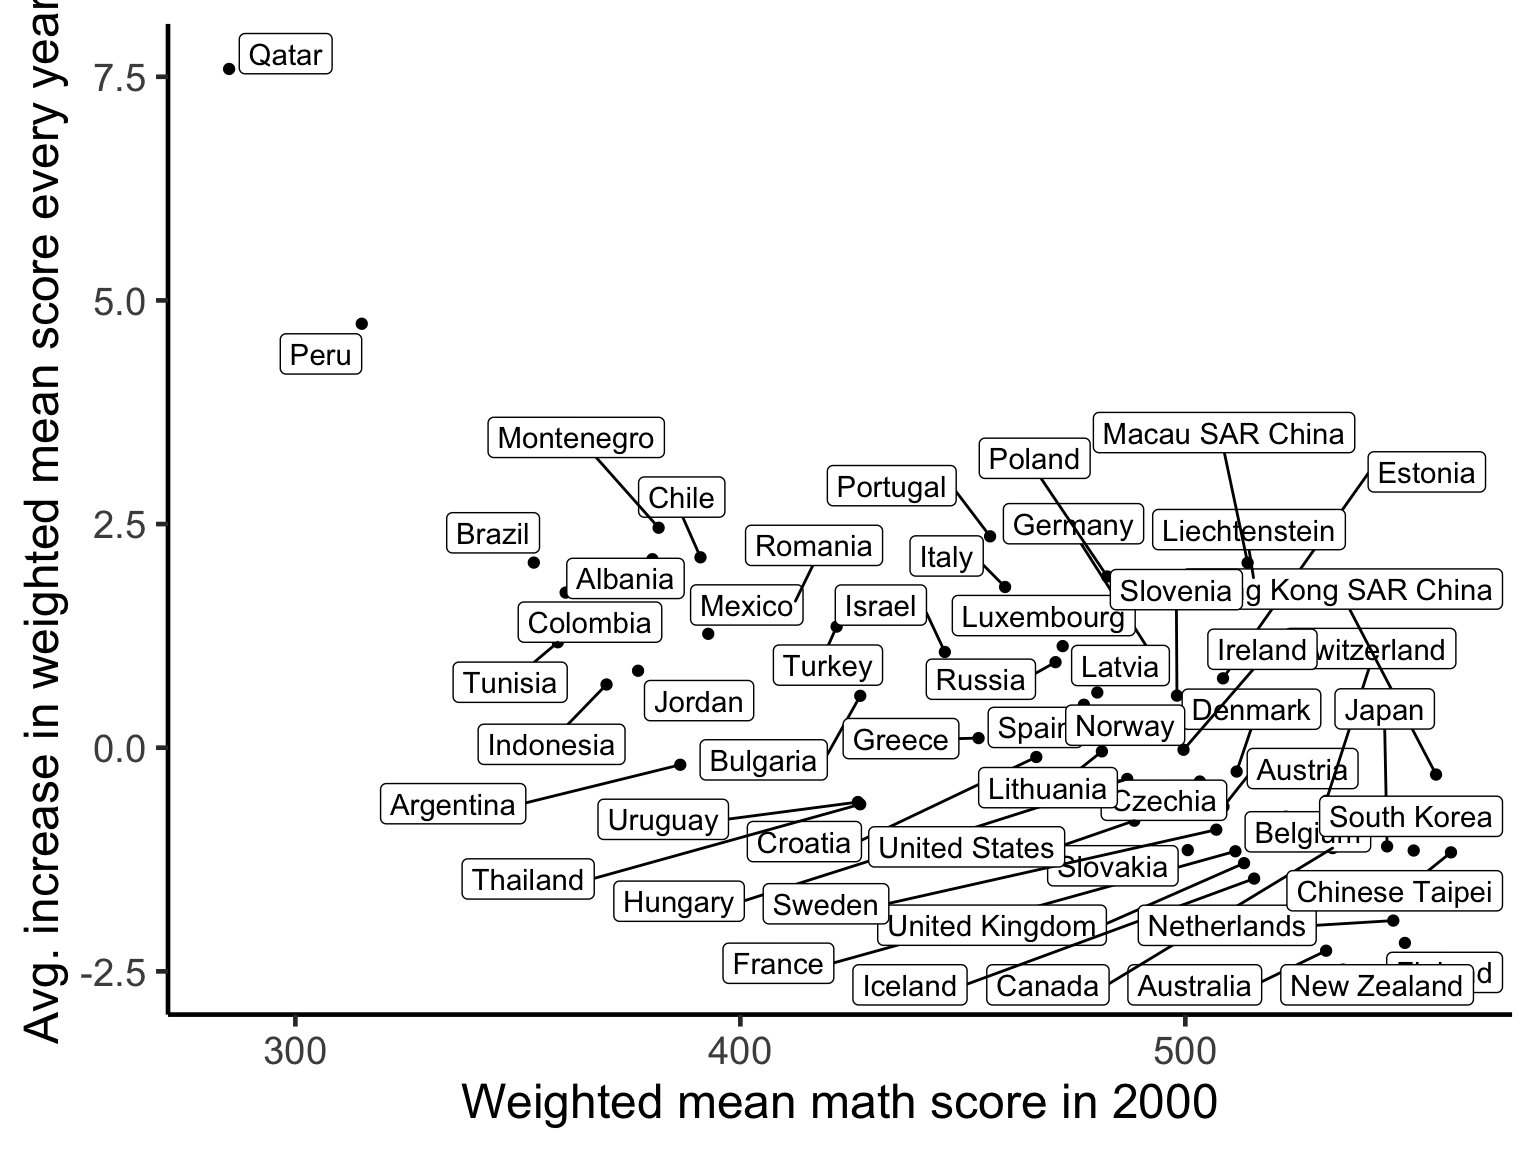 Avg. increase in weighted mean score every year
7.5
5.0
2.5
0.0
-2.5
Qatar
Peru
Montenegro
Macau SAR China
Poland
Estonia
Portugal
Chile
Germany
Liechtenstein
Brazil
Romania
Italy
Albania
Slovenia
g Kong SAR China
Mexico
Israel
Luxembourg
Colombia
Ireland
witzerland
Turkey
Latvia
Russia
Tunisia
Jordan
Denmark
Japan
Spain
Norway
Greece
Indonesia
Bulgaria
Austria
Lithuania
Argentina
Czechia
South Korea
Uruguay
Belgium
Croatia
United States
Slovakia
Thailand
Chinese Taipei
Hungary
Sweden
United Kingdom
Netherlands
France
Iceland
Canada
Australia
New Zealand
300
400
500
Weighted mean math score in 2000